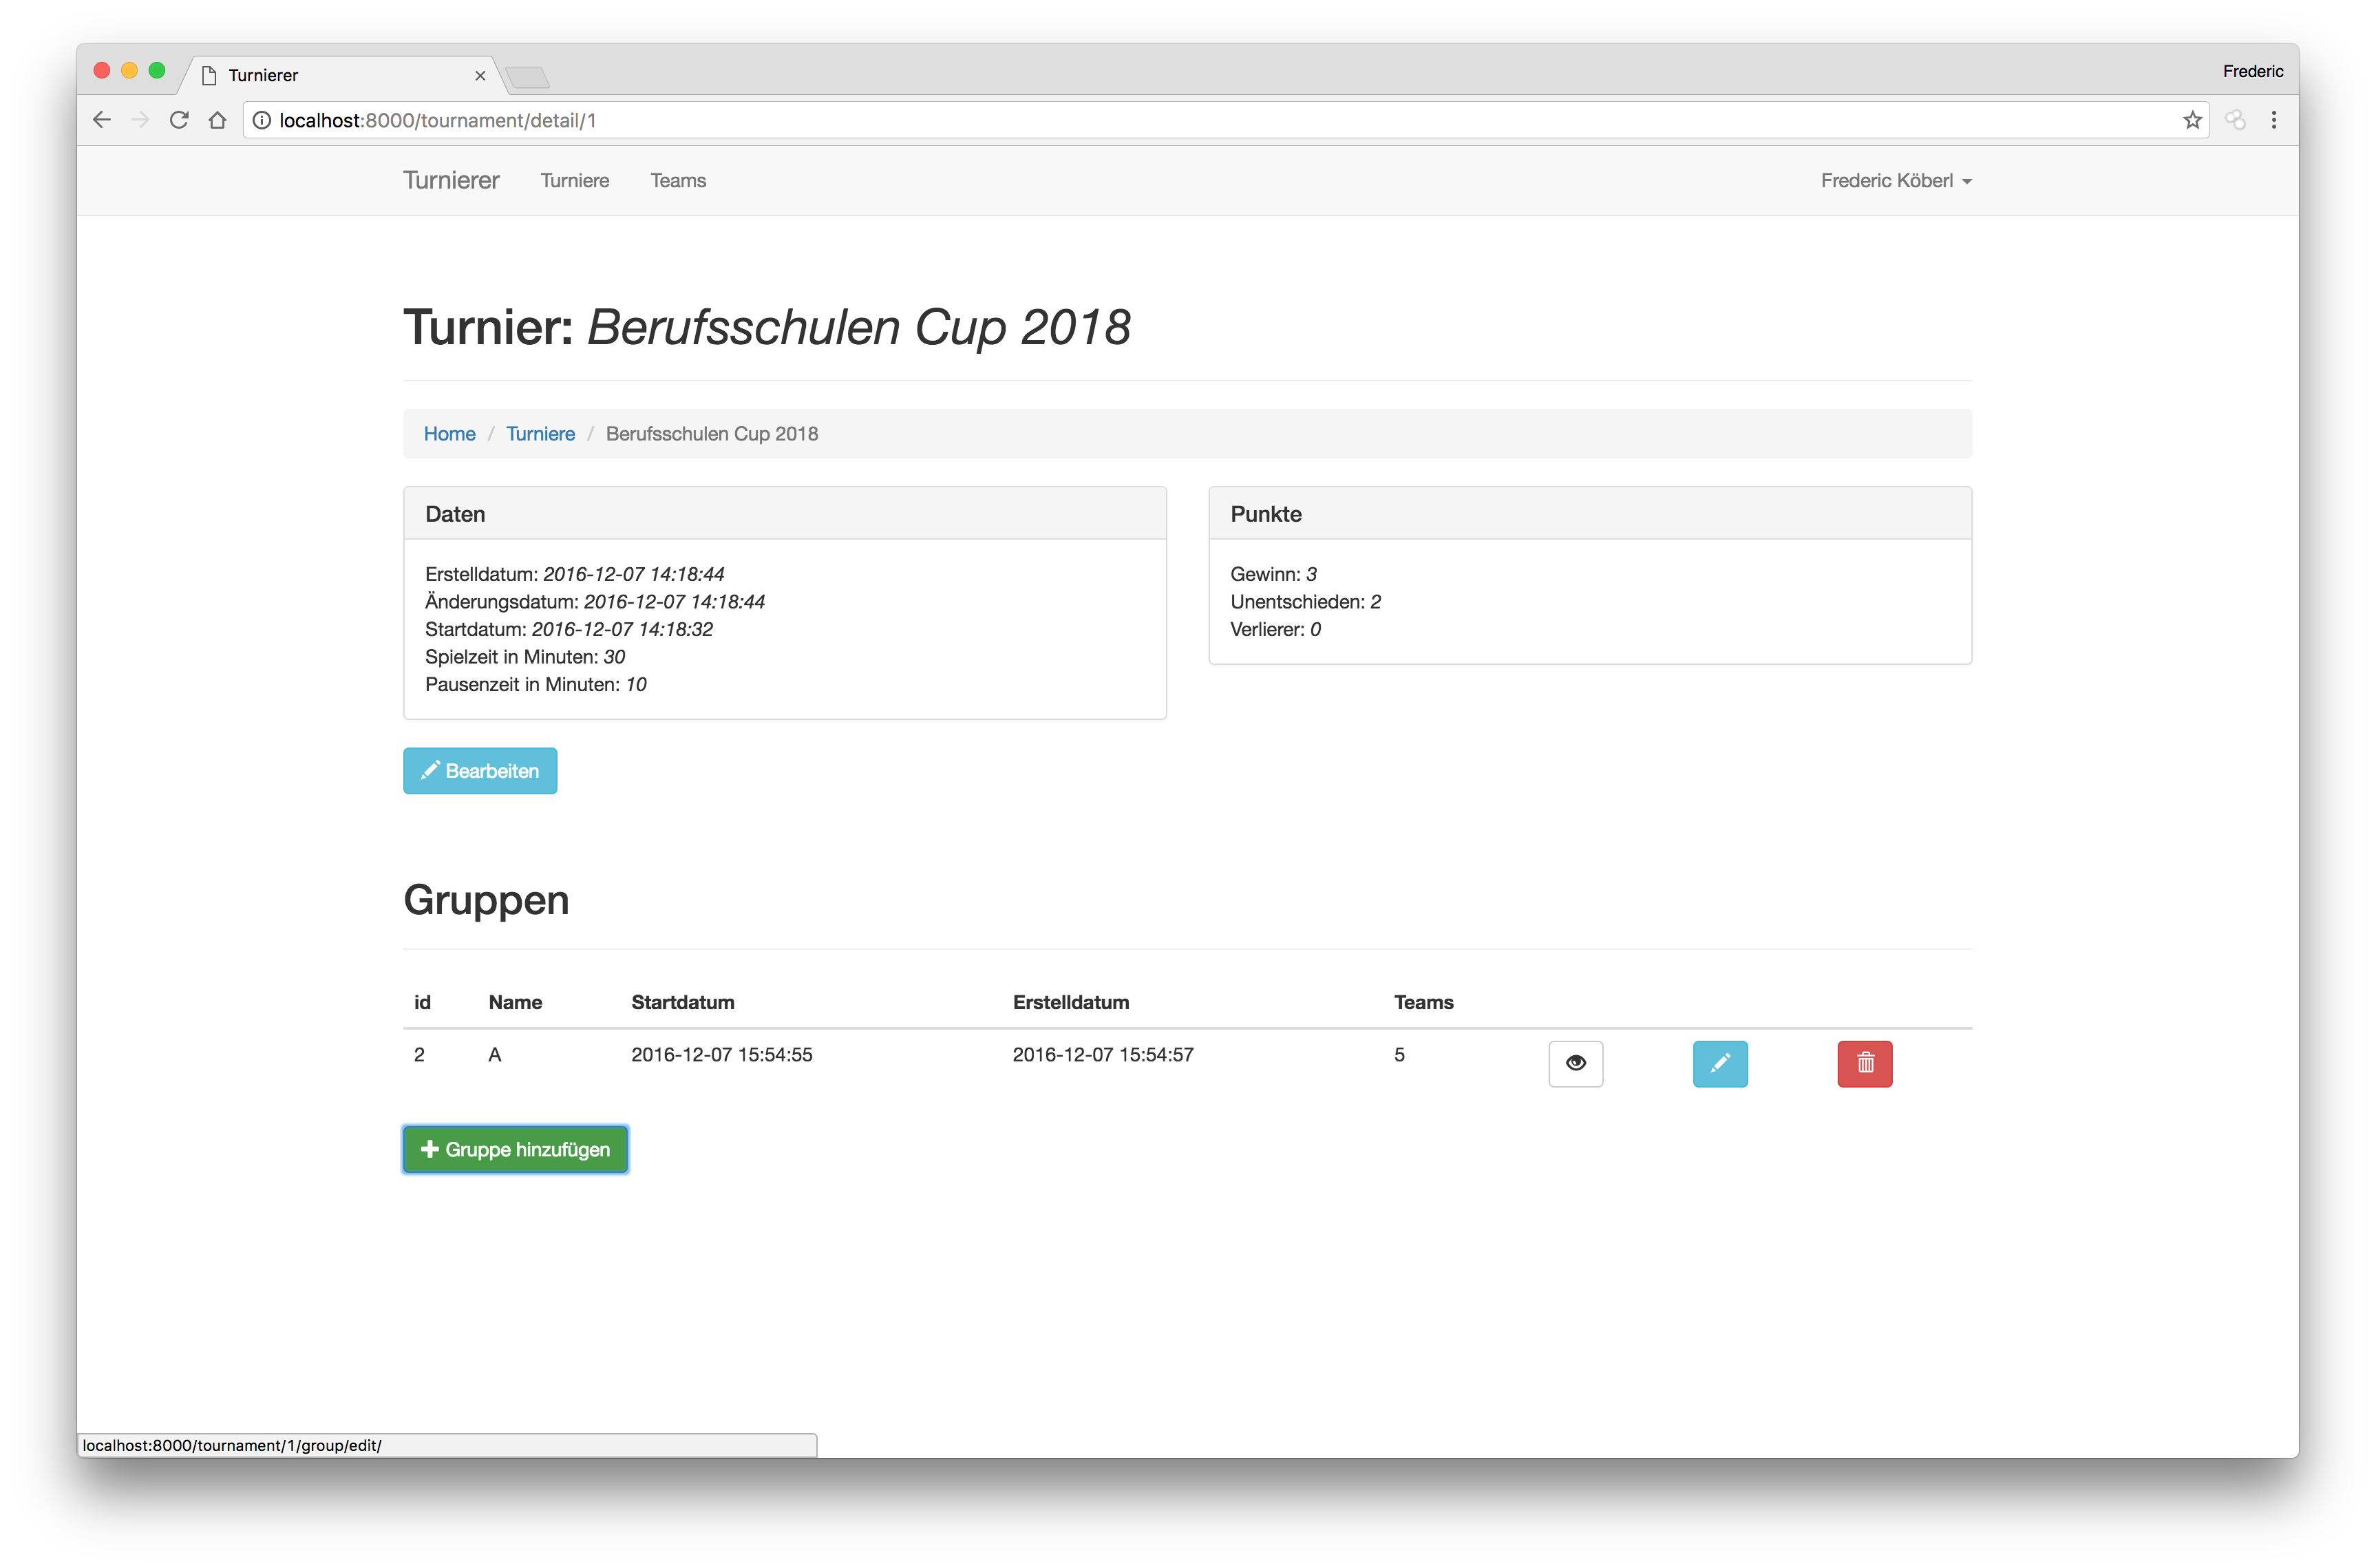 Turnierer
Frederic
localhost:8000/tournament/detail/1
Turnierer Turniere Teams Frederic Köberl
Turnier: Berufsschulen Cup 2018
Home / Turniere / Berufsschulen Cup 2018
Daten
Erstelldatum: 2016-12-07 14:18:44
Änderungsdatum: 2016-12-07 14:18:44
Startdatum: 2016-12-07 14:18:32
Spielzeit in Minuten: 30
Pausenzeit in Minuten: 10
Punkte
Gewinn: 3
Unentschieden: 2
Verlierer: 0
Bearbeiten
Gruppen
id Name Startdatum Erstelldatum Teams
2 A 2016-12-07 15:54:55 2016-12-07 15:54:57 5
Gruppe hinzufügen
localhost:8000/tournament/1/group/edit/